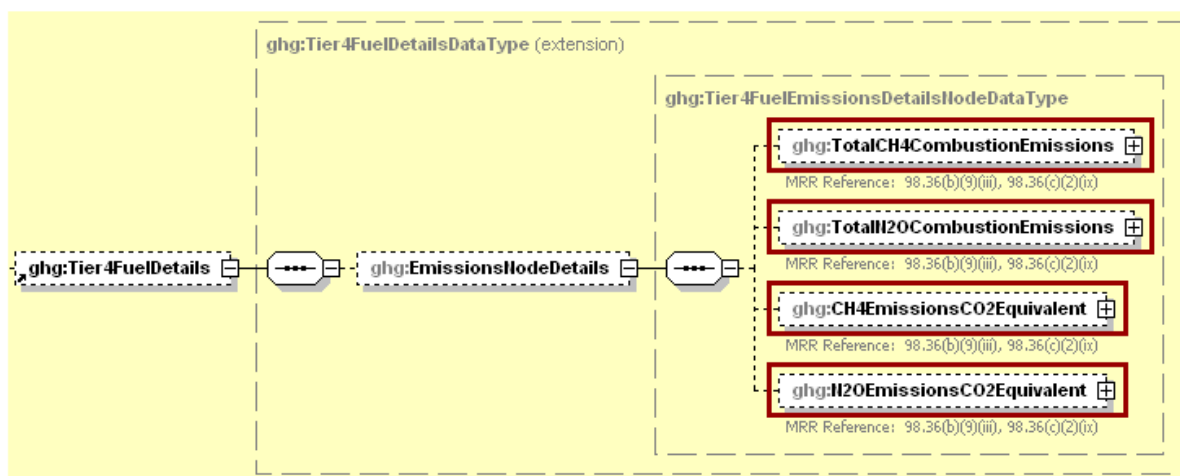 ghg:Tier4FuelDetailsDataType (extension)
ghg:Tier4FuelEmissionsDetailsNodeDataType
ghg:TotalCH4CombustionEmissions
MRR Reference: 98.36(b)(9)(iii), 98.36(c)(2)(ix)
ghg:TotalN2OCombustionEmissions
MRR Reference: 98.36(b)(9)(iii), 98.36(c)(2)(ix)
ghg:Tier4FuelDetails
ghg:EmissionsNodeDetails
ghg:CH4EmissionsCO2Equivalent
MRR Reference: 98.36(b)(9)(iii), 98.36(c)(2)(ix)
ghg:N2OEmissionsCO2Equivalent
MRR Reference: 98.36(b)(9)(iii), 98.36(c)(2)(ix)